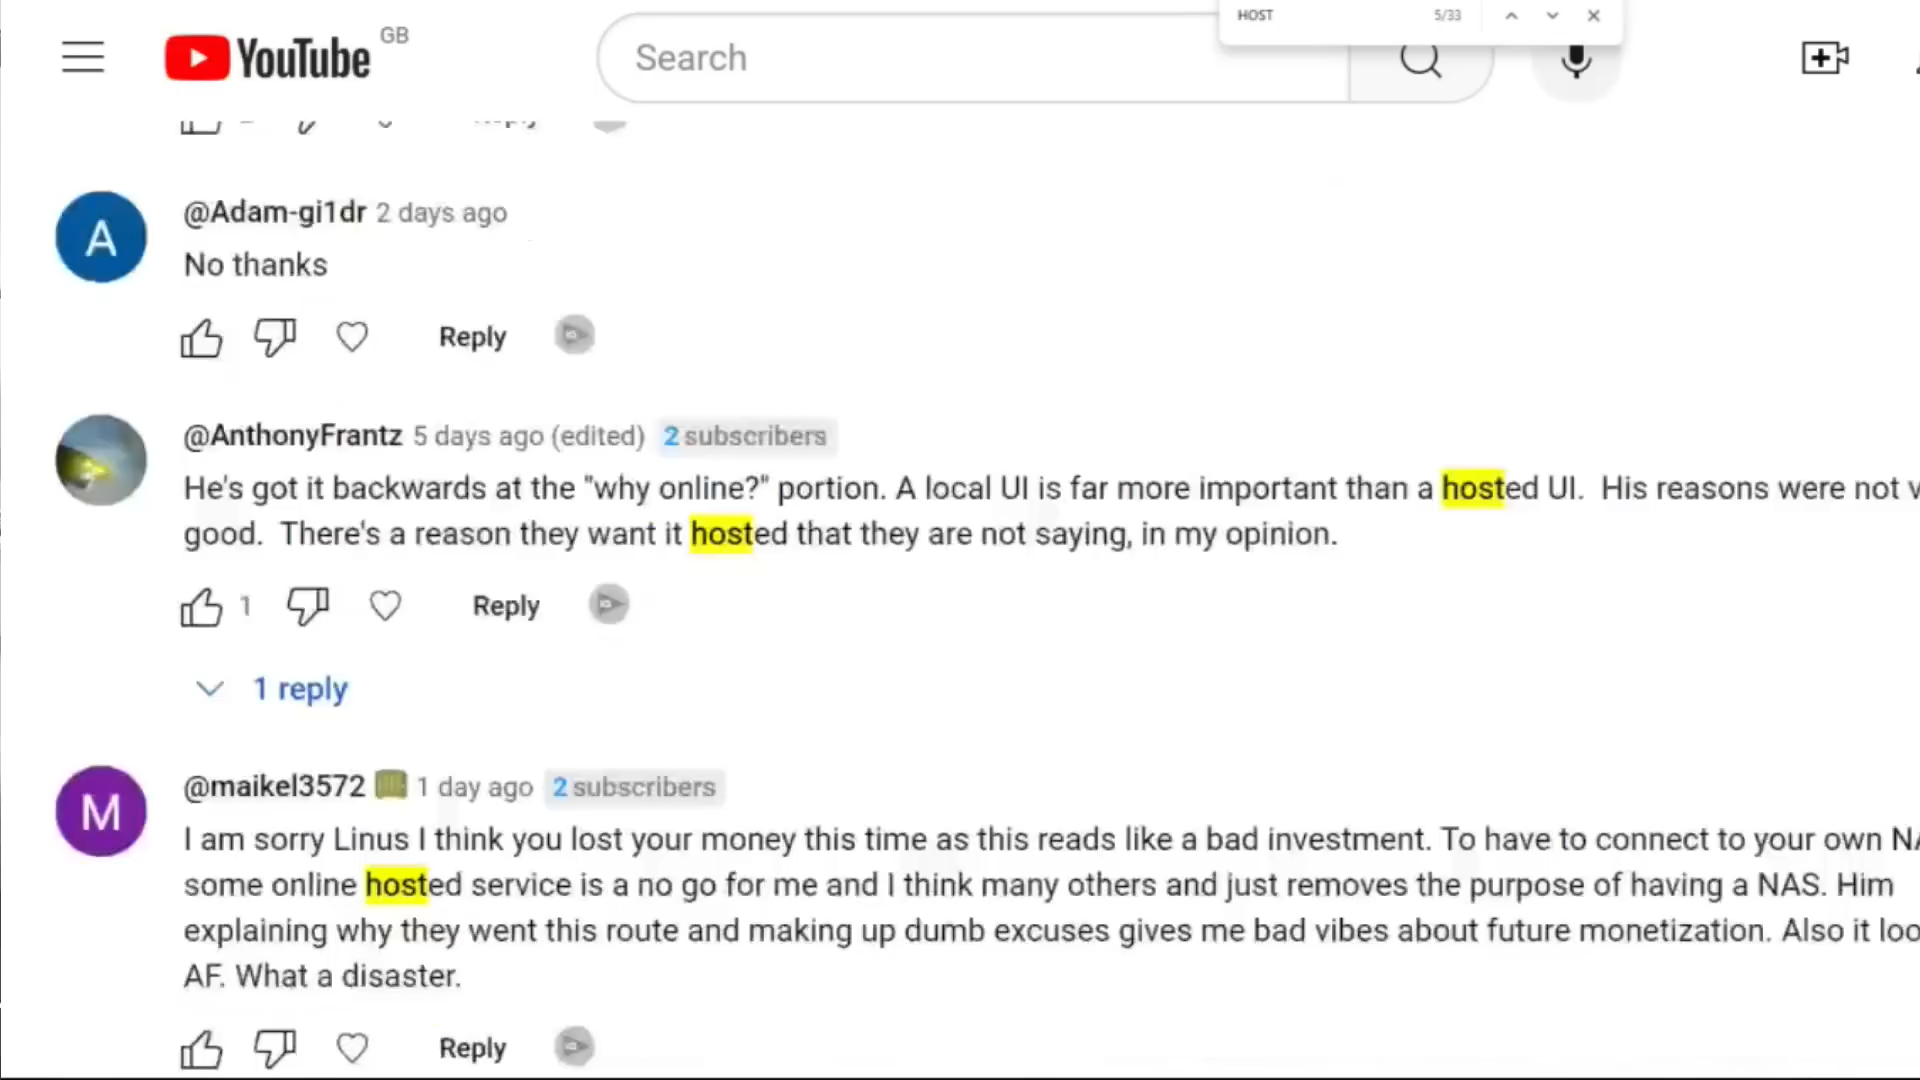 HOST 5/33
YouTube GB
Search
Reply
@Adam-gi1dr 2 days ago
A
No thanks
Reply
@AnthonyFrantz 5 days ago (edited) 2 subscribers
He's got it backwards at the "why online?" portion. A local UI is far more important than a hosted UI. His reasons were not v
good. There's a reason they want it hosted that they are not saying, in my opinion.
1 Reply
1 reply
@maikel3572 1 day ago 2 subscribers
M
I am sorry Linus I think you lost your money this time as this reads like a bad investment. To have to connect to your own NA
some online hosted service is a no go for me and I think many others and just removes the purpose of having a NAS. Him
explaining why they went this route and making up dumb excuses gives me bad vibes about future monetization. Also it loo
AF. What a disaster.
Reply